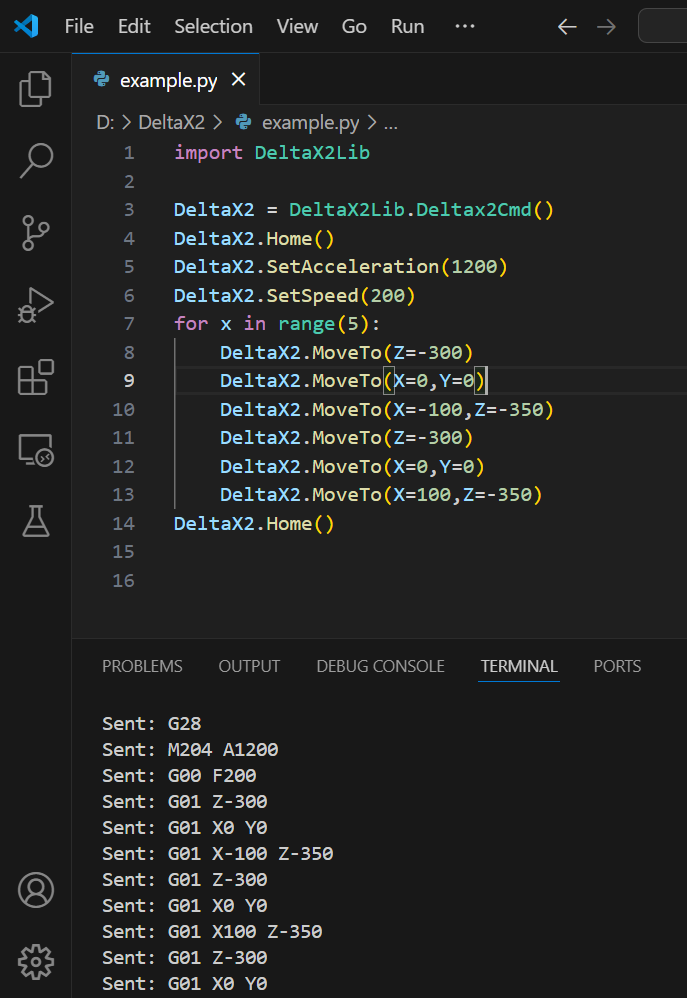 File Edit Selection View Go Run ...
example.py
D: > DeltaX2 > example.py > ...
1 import DeltaX2Lib
2
3 DeltaX2 = DeltaX2Lib.Deltax2Cmd()
4 DeltaX2.Home()
5 DeltaX2.SetAcceleration(1200)
6 DeltaX2.SetSpeed(200)
7 for x in range(5):
8     DeltaX2.MoveTo(Z=-300)
9     DeltaX2.MoveTo(X=0,Y=0)
10     DeltaX2.MoveTo(X=-100,Z=-350)
11     DeltaX2.MoveTo(Z=-300)
12     DeltaX2.MoveTo(X=0,Y=0)
13     DeltaX2.MoveTo(X=100,Z=-350)
14 DeltaX2.Home()
15
16
PROBLEMS OUTPUT DEBUG CONSOLE TERMINAL PORTS
Sent: G28
Sent: M204 A1200
Sent: G00 F200
Sent: G01 Z-300
Sent: G01 X0 Y0
Sent: G01 X-100 Z-350
Sent: G01 Z-300
Sent: G01 X0 Y0
Sent: G01 X100 Z-350
Sent: G01 Z-300
Sent: G01 X0 Y0